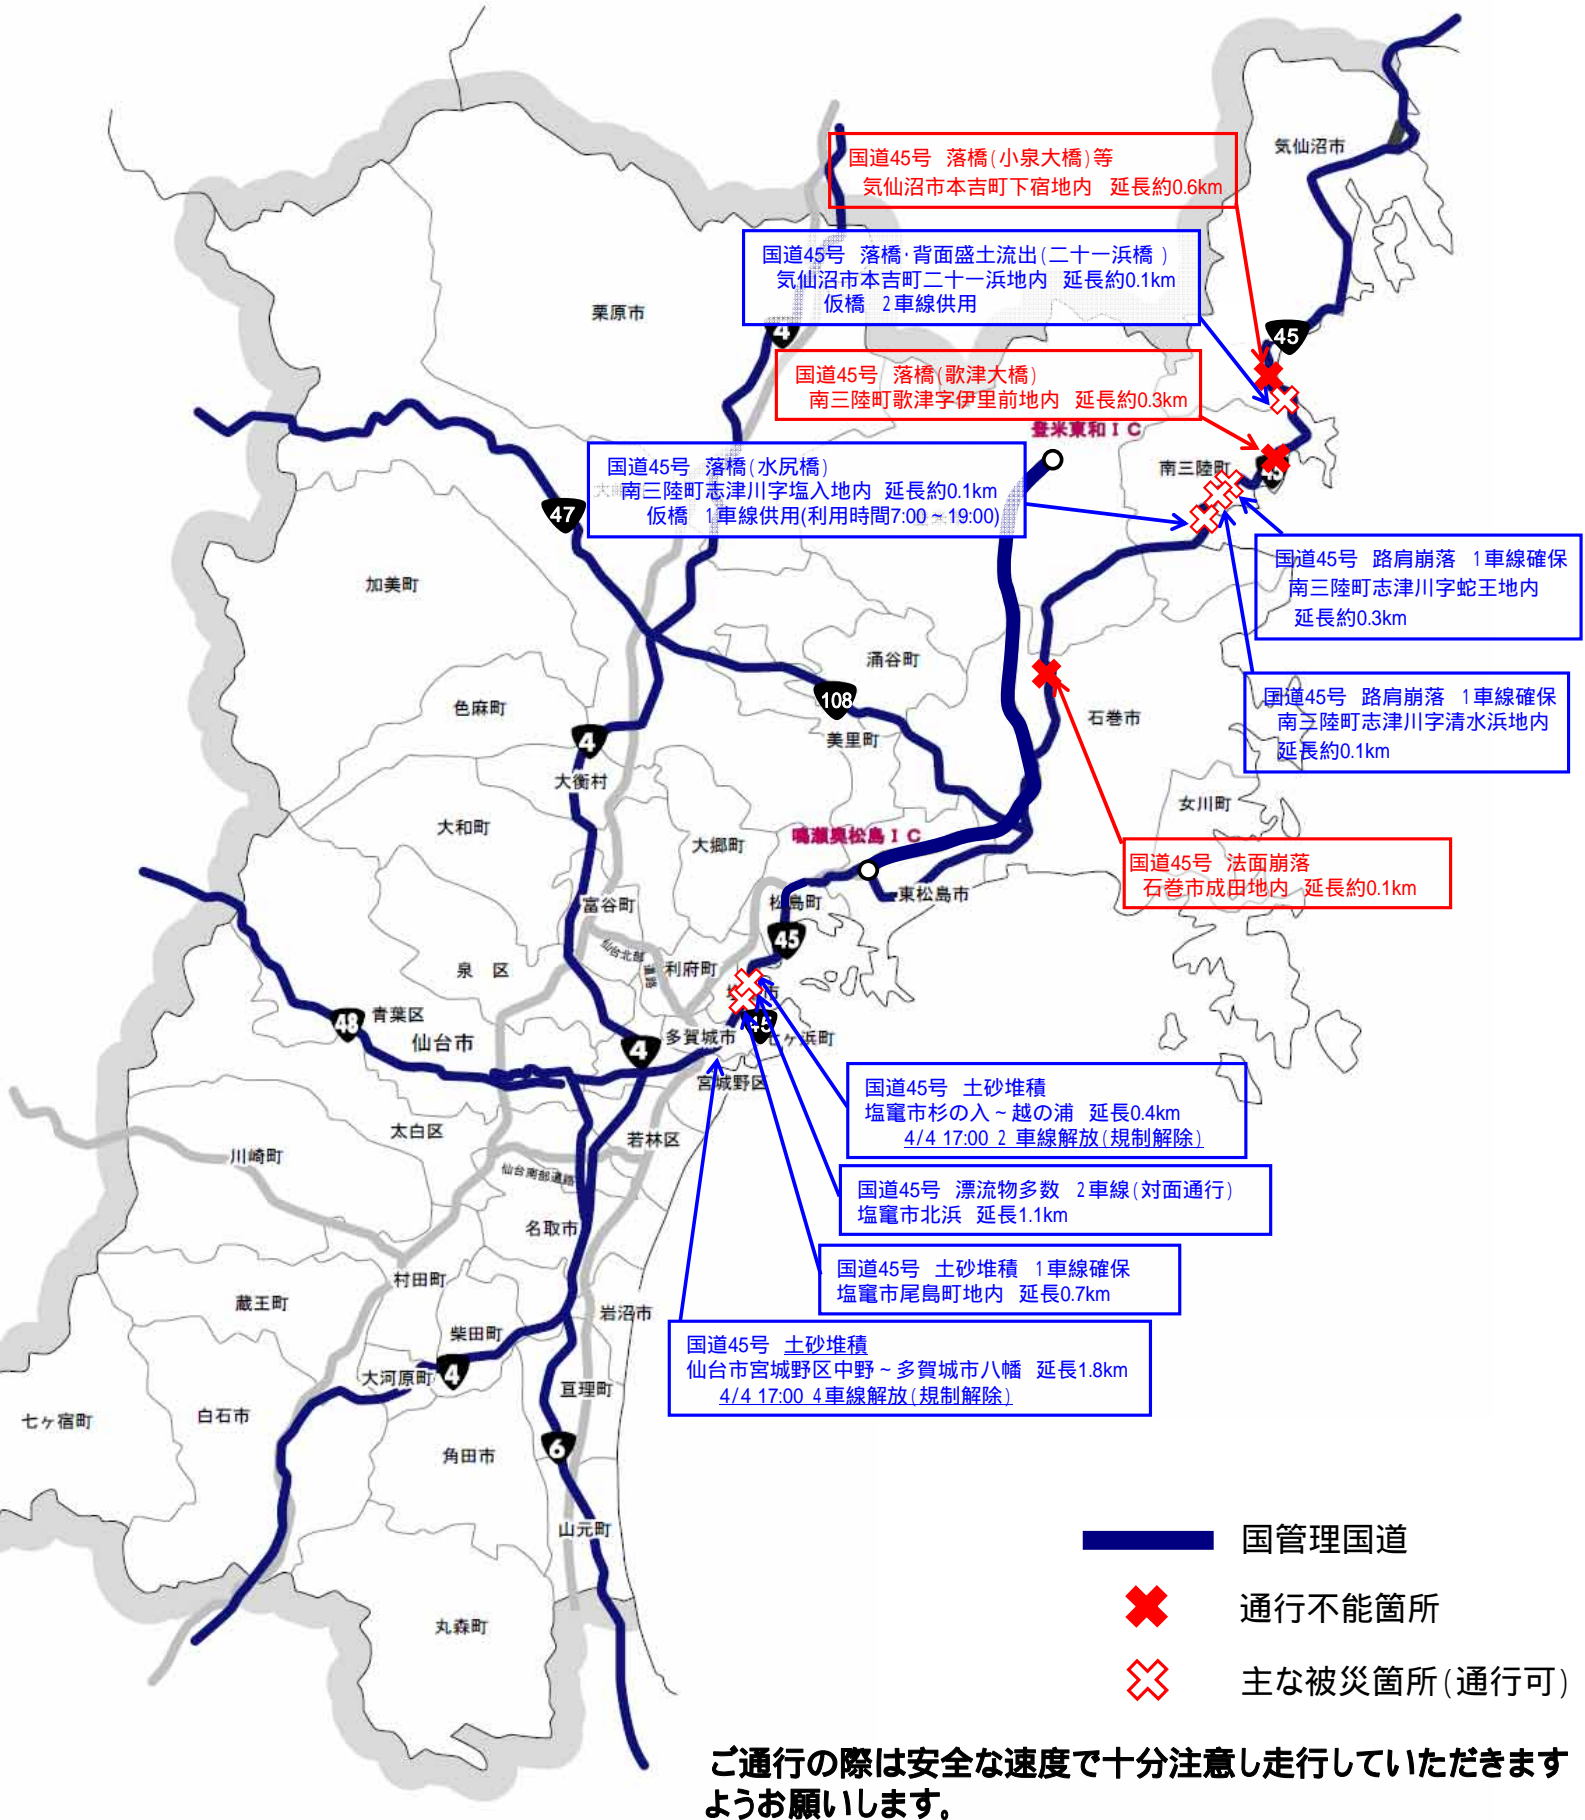 気仙沼市
国道45号 落橋(小泉大橋)等
気仙沼市本吉町下宿地内 延長約0.6km
国道45号 落橋・背面盛土流出(二十一浜橋 )
気仙沼市本吉町二十一浜地内 延長約0.1km
仮橋 2車線供用
栗原市
4
45
国道45号 落橋(歌津大橋)
南三陸町歌津字伊里前地内 延長約0.3km
登米東和IC
南三陸町
45
国道45号 落橋(水尻橋)
南三陸町志津川字塩入地内 延長約0.1km
仮橋 1車線供用(利用時間7:00~19:00)
47
国道45号 路肩崩落 1車線確保
南三陸町志津川字蛇王地内
延長約0.3km
加美町
涌谷町
108
国道45号 路肩崩落 1車線確保
南三陸町志津川字清水浜地内
延長約0.1km
色麻町
石巻市
4
美里町
大衡村
女川町
大和町
大郷町
鳴瀬奥松島IC
国道45号 法面崩落
石巻市成田地内 延長約0.1km
富谷町
松島町
東松島市
45
仙台北部
道路
泉 区
利府町
市
48
青葉区
仙台市
4
多賀城市
45
七ヶ浜町
宮城野区
国道45号 土砂堆積
塩竈市杉の入~越の浦 延長0.4km
4/4 17:00 2 車線解放(規制解除)
太白区
若林区
川崎町
仙台南部道路
国道45号 漂流物多数 2車線(対面通行)
塩竈市北浜 延長1.1km
名取市
国道45号 土砂堆積 1車線確保
塩竈市尾島町地内 延長0.7km
村田町
蔵王町
岩沼市
柴田町
国道45号 土砂堆積
仙台市宮城野区中野~多賀城市八幡 延長1.8km
4/4 17:00 4車線解放(規制解除)
大河原町
4
亘理町
七ヶ宿町
白石市
6
角田市
山元町
国管理国道
通行不能箇所
丸森町
主な被災箇所(通行可)
ご通行の際は安全な速度で十分注意し走行していただきます
ようお願いします。